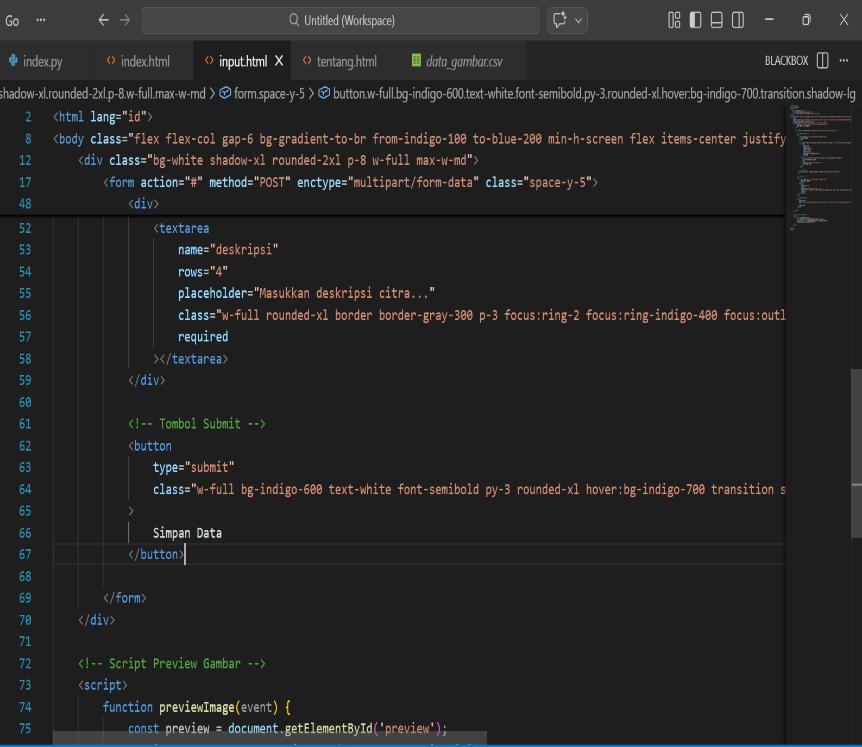 Go ··· Untitled (Workspace)
index.py index.html input.html tentang.html data_gambar.csv BLACKBOX ···
shadow-xl.rounded-2xl.p-8.w-full.max-w-md > form.space-y-5 > button.w-full.bg-indigo-600.text-white.font-semibold.py-3.rounded-xl.hover:bg-indigo-700.transition.shadow-lg
2 <html lang="id">
8 <body class="flex flex-col gap-6 bg-gradient-to-br from-indigo-100 to-blue-200 min-h-screen flex items-center justify
12 <div class="bg-white shadow-xl rounded-2xl p-8 w-full max-w-md">
17 <form action="#" method="POST" enctype="multipart/form-data" class="space-y-5">
48 <div>
52 <textarea
53 name="deskripsi"
54 rows="4"
55 placeholder="Masukkan deskripsi citra..."
56 class="w-full rounded-xl border border-gray-300 p-3 focus:ring-2 focus:ring-indigo-400 focus:outl
57 required
58 ></textarea>
59 </div>
60
61 <!-- Tombol Submit -->
62 <button
63 type="submit"
64 class="w-full bg-indigo-600 text-white font-semibold py-3 rounded-xl hover:bg-indigo-700 transition s
65 >
66 Simpan Data
67 </button>
68
69 </form>
70 </div>
71
72 <!-- Script Preview Gambar -->
73 <script>
74 function previewImage(event) {
75 const preview = document.getElementById('preview');